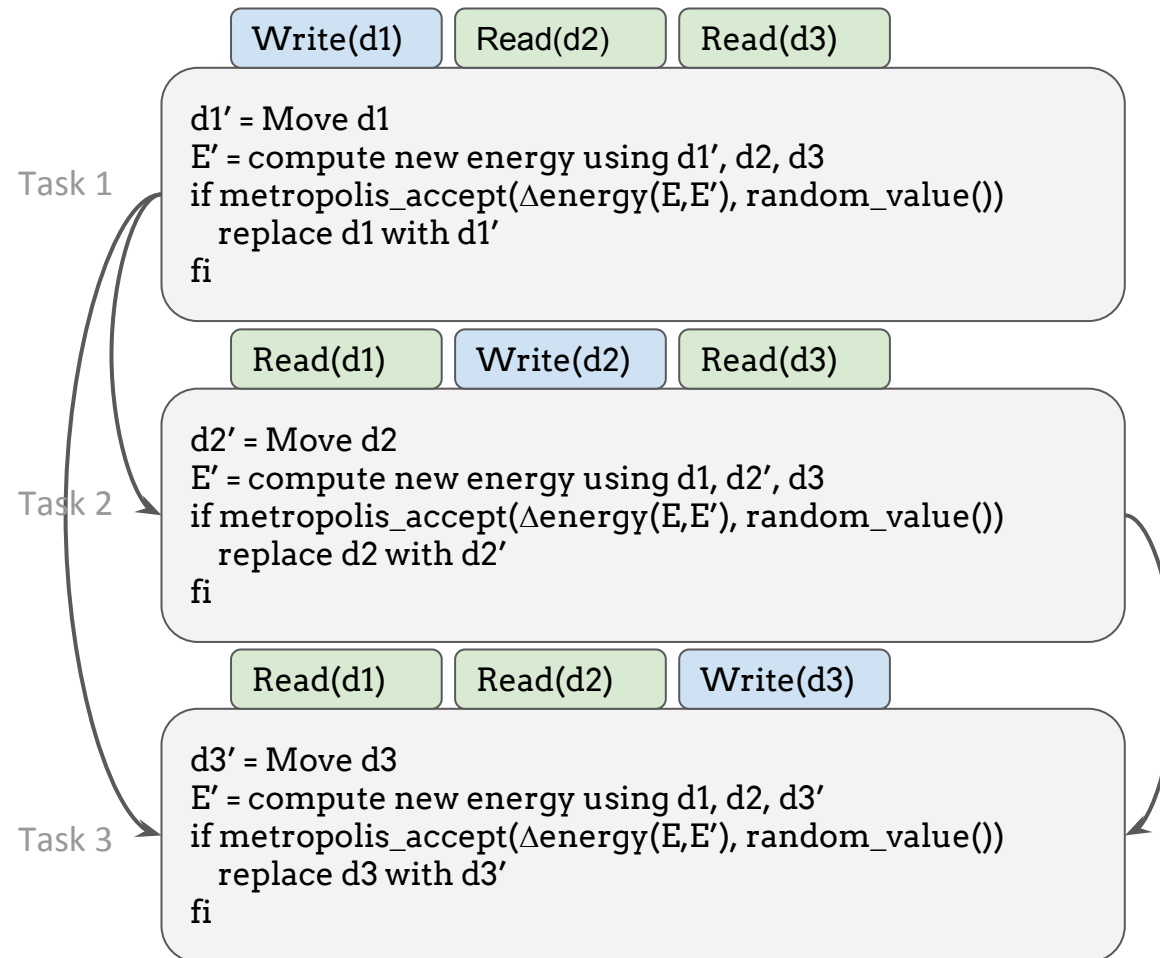 Write(d1) Read(d2) Read(d3)
d1′ = Move d1
E′ = compute new energy using d1′, d2, d3
Task 1
if metropolis_accept(∆energy(E,E′), random_value())
replace d1 with d1′
fi
Read(d1) Write(d2) Read(d3)
d2′ = Move d2
E′ = compute new energy using d1, d2′, d3
Task 2
if metropolis_accept(∆energy(E,E′), random_value())
replace d2 with d2′
fi
Read(d1) Read(d2) Write(d3)
d3′ = Move d3
E′ = compute new energy using d1, d2, d3′
Task 3
if metropolis_accept(∆energy(E,E′), random_value())
replace d3 with d3′
fi